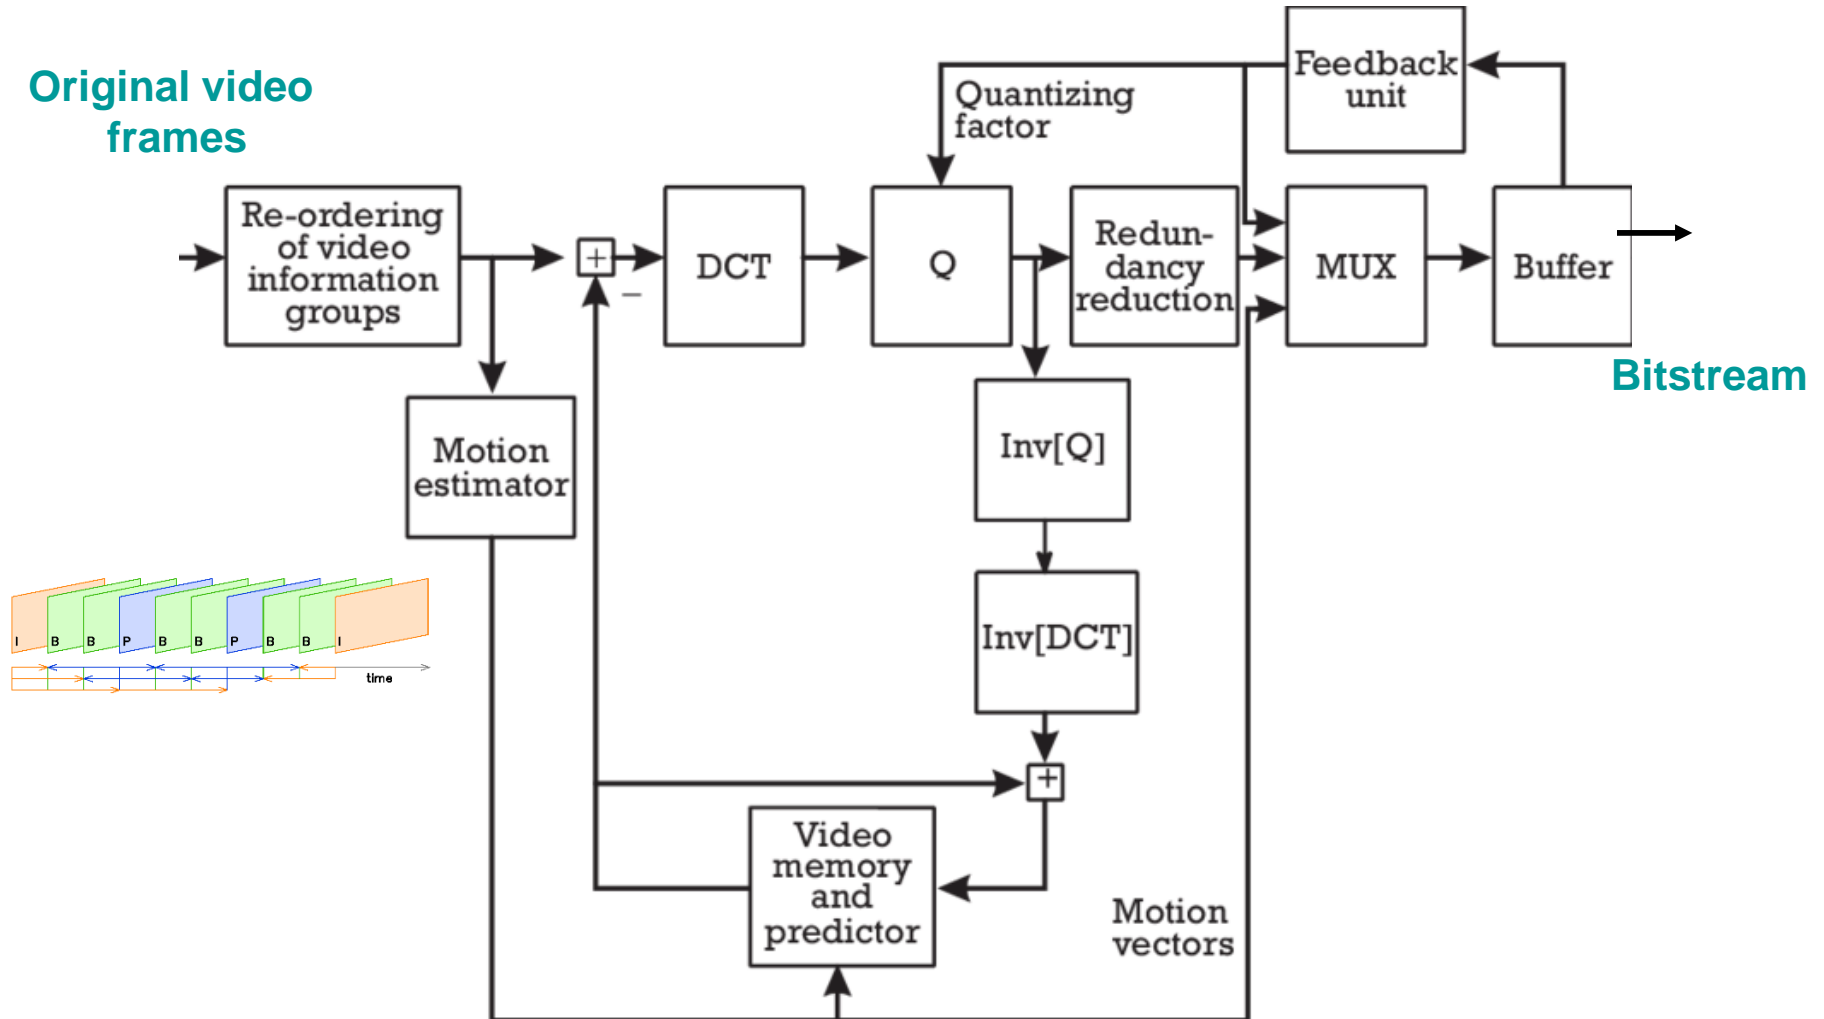 Original video
frames
Feedback
unit
Quantizing
factor
Re-ordering
of video
information
groups
+
−
DCT
Q
Redun-
dancy
reduction
MUX
Buffer
Bitstream
Motion
estimator
Inv[Q]
Inv[DCT]
+
Video
memory
and
predictor
Motion
vectors
I B B P B B P B B I
time